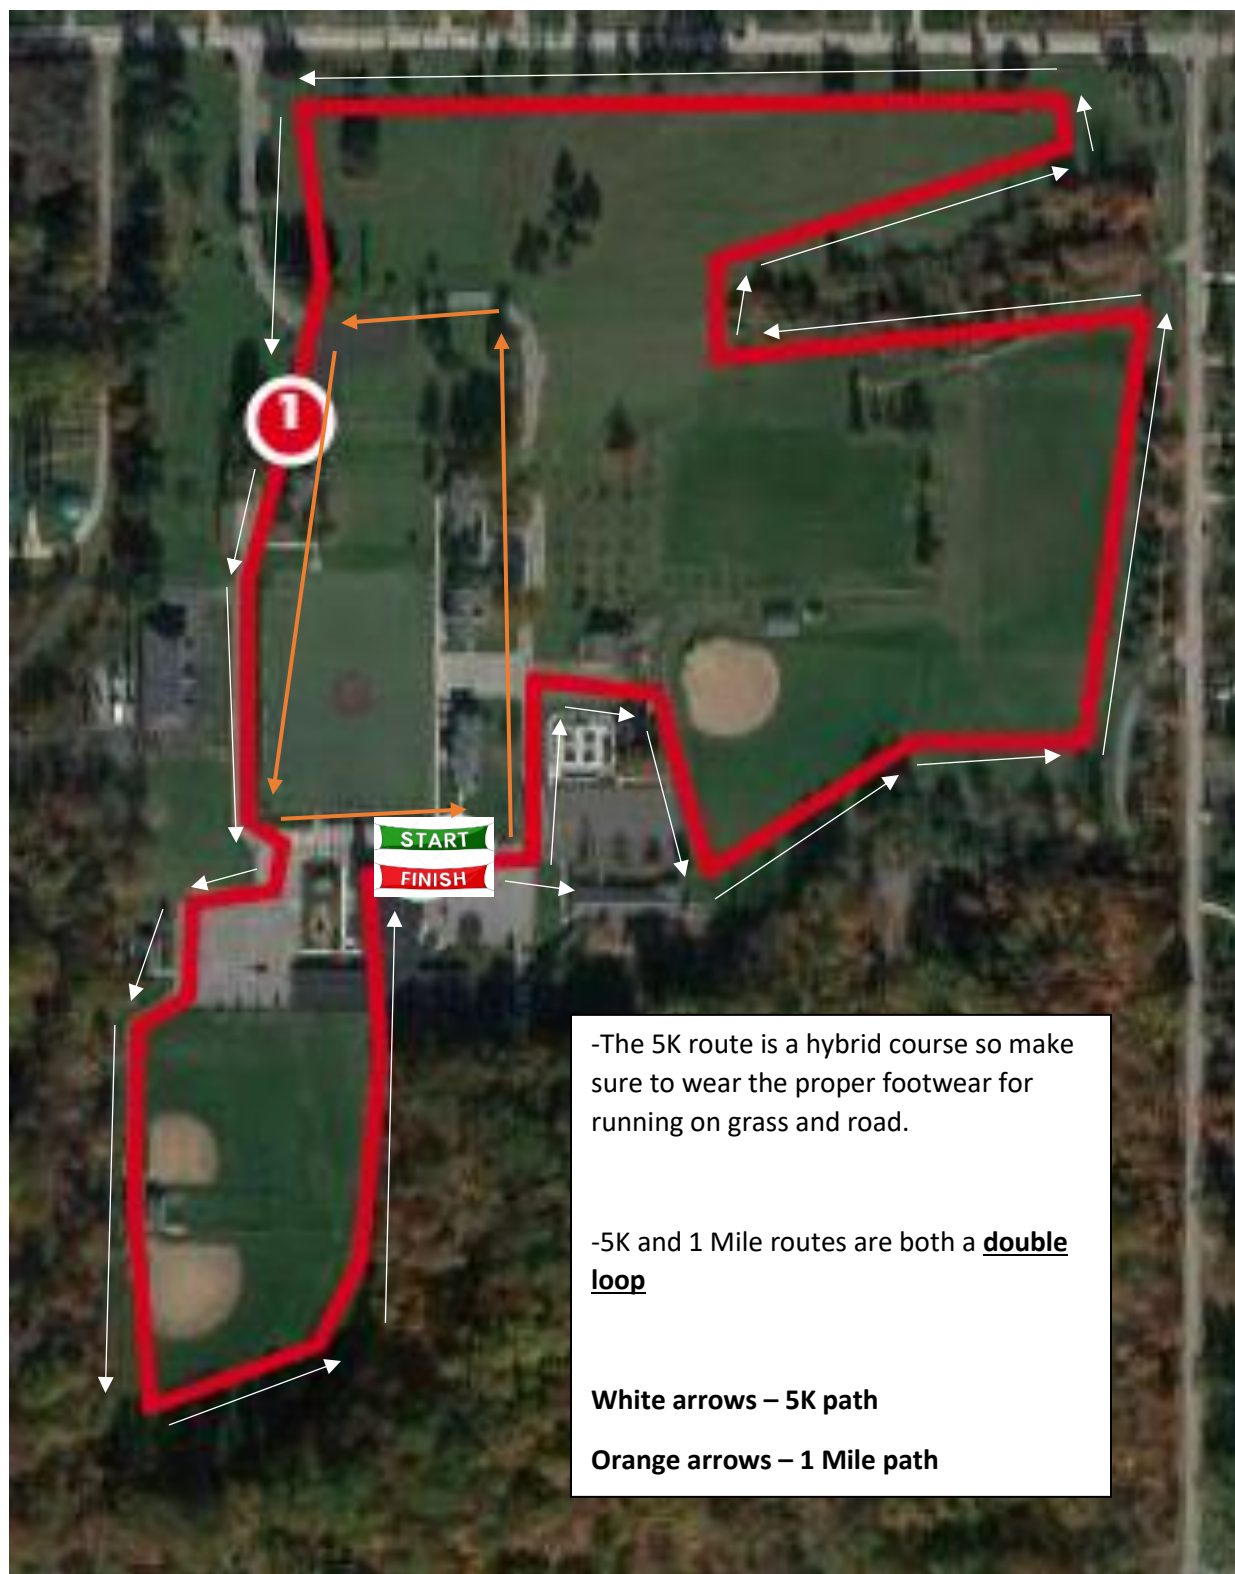 1
START
FINISH
-The 5K route is a hybrid course so make
sure to wear the proper footwear for
running on grass and road.
-5K and 1 Mile routes are both a double
loop
White arrows – 5K path
Orange arrows – 1 Mile path